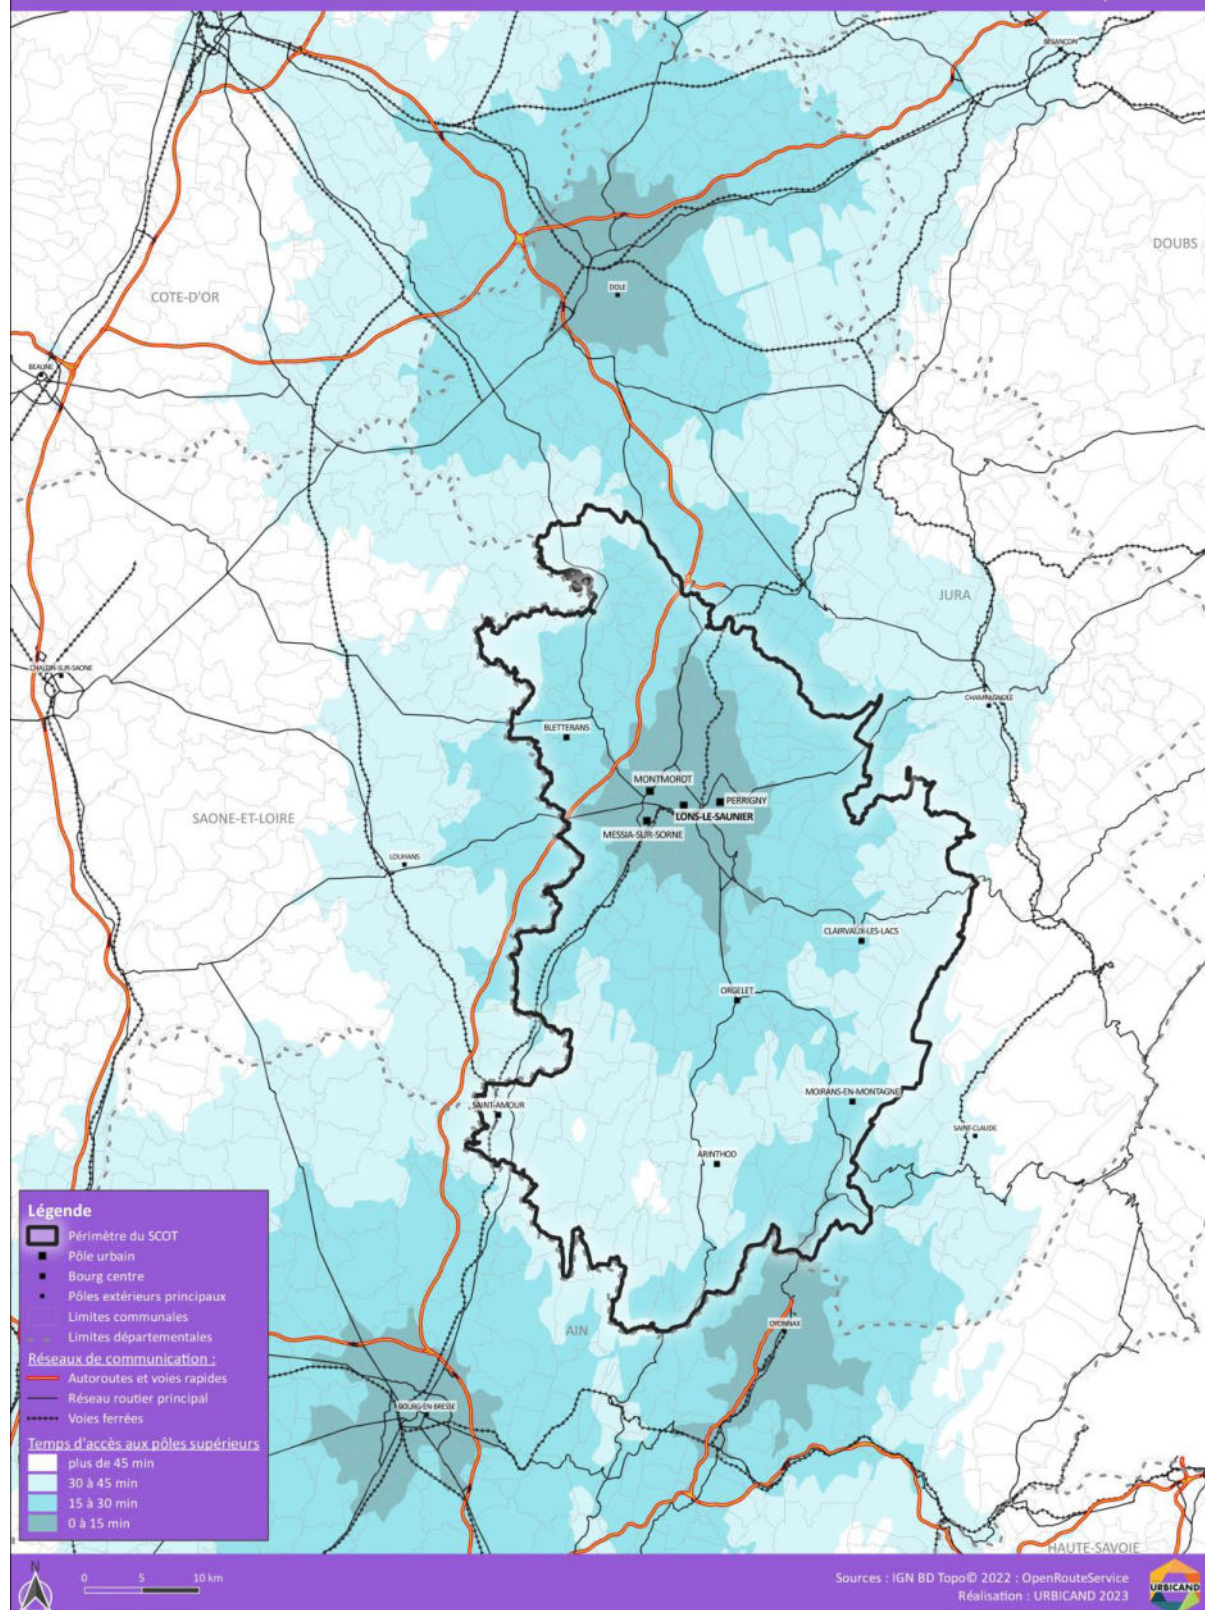 BESANCON
DOUBS
COTE-D'OR
DOLE
BEAUNE
JURA
CHALON-SUR-SAONE
CHAMPAGNOLE
BLETTERANS
MONTMOROT
PERRIGNY
LONS-LE-SAUNIER
SAONE-ET-LOIRE
MESSIA-SUR-SORNE
LOUHANS
CLAIRVAUX-LES-LACS
ORGELET
MOIRANS-EN-MONTAGNE
SAINT-AMOUR
SAINT-CLAUDE
ARINTHOD
OYONNAX
AIN
BOURG-EN-BRESSE
HAUTE-SAVOIE
Légende
Périmètre du SCOT
Pôle urbain
Bourg centre
Pôles extérieurs principaux
Limites communales
Limites départementales
Réseaux de communication :
Autoroutes et voies rapides
Réseau routier principal
Voies ferrées
Temps d'accès aux pôles supérieurs
plus de 45 min
30 à 45 min
15 à 30 min
0 à 15 min
N
0 5 10 km
Sources : IGN BD Topo© 2022 : OpenRouteService
Réalisation : URBICAND 2023
URBICAND